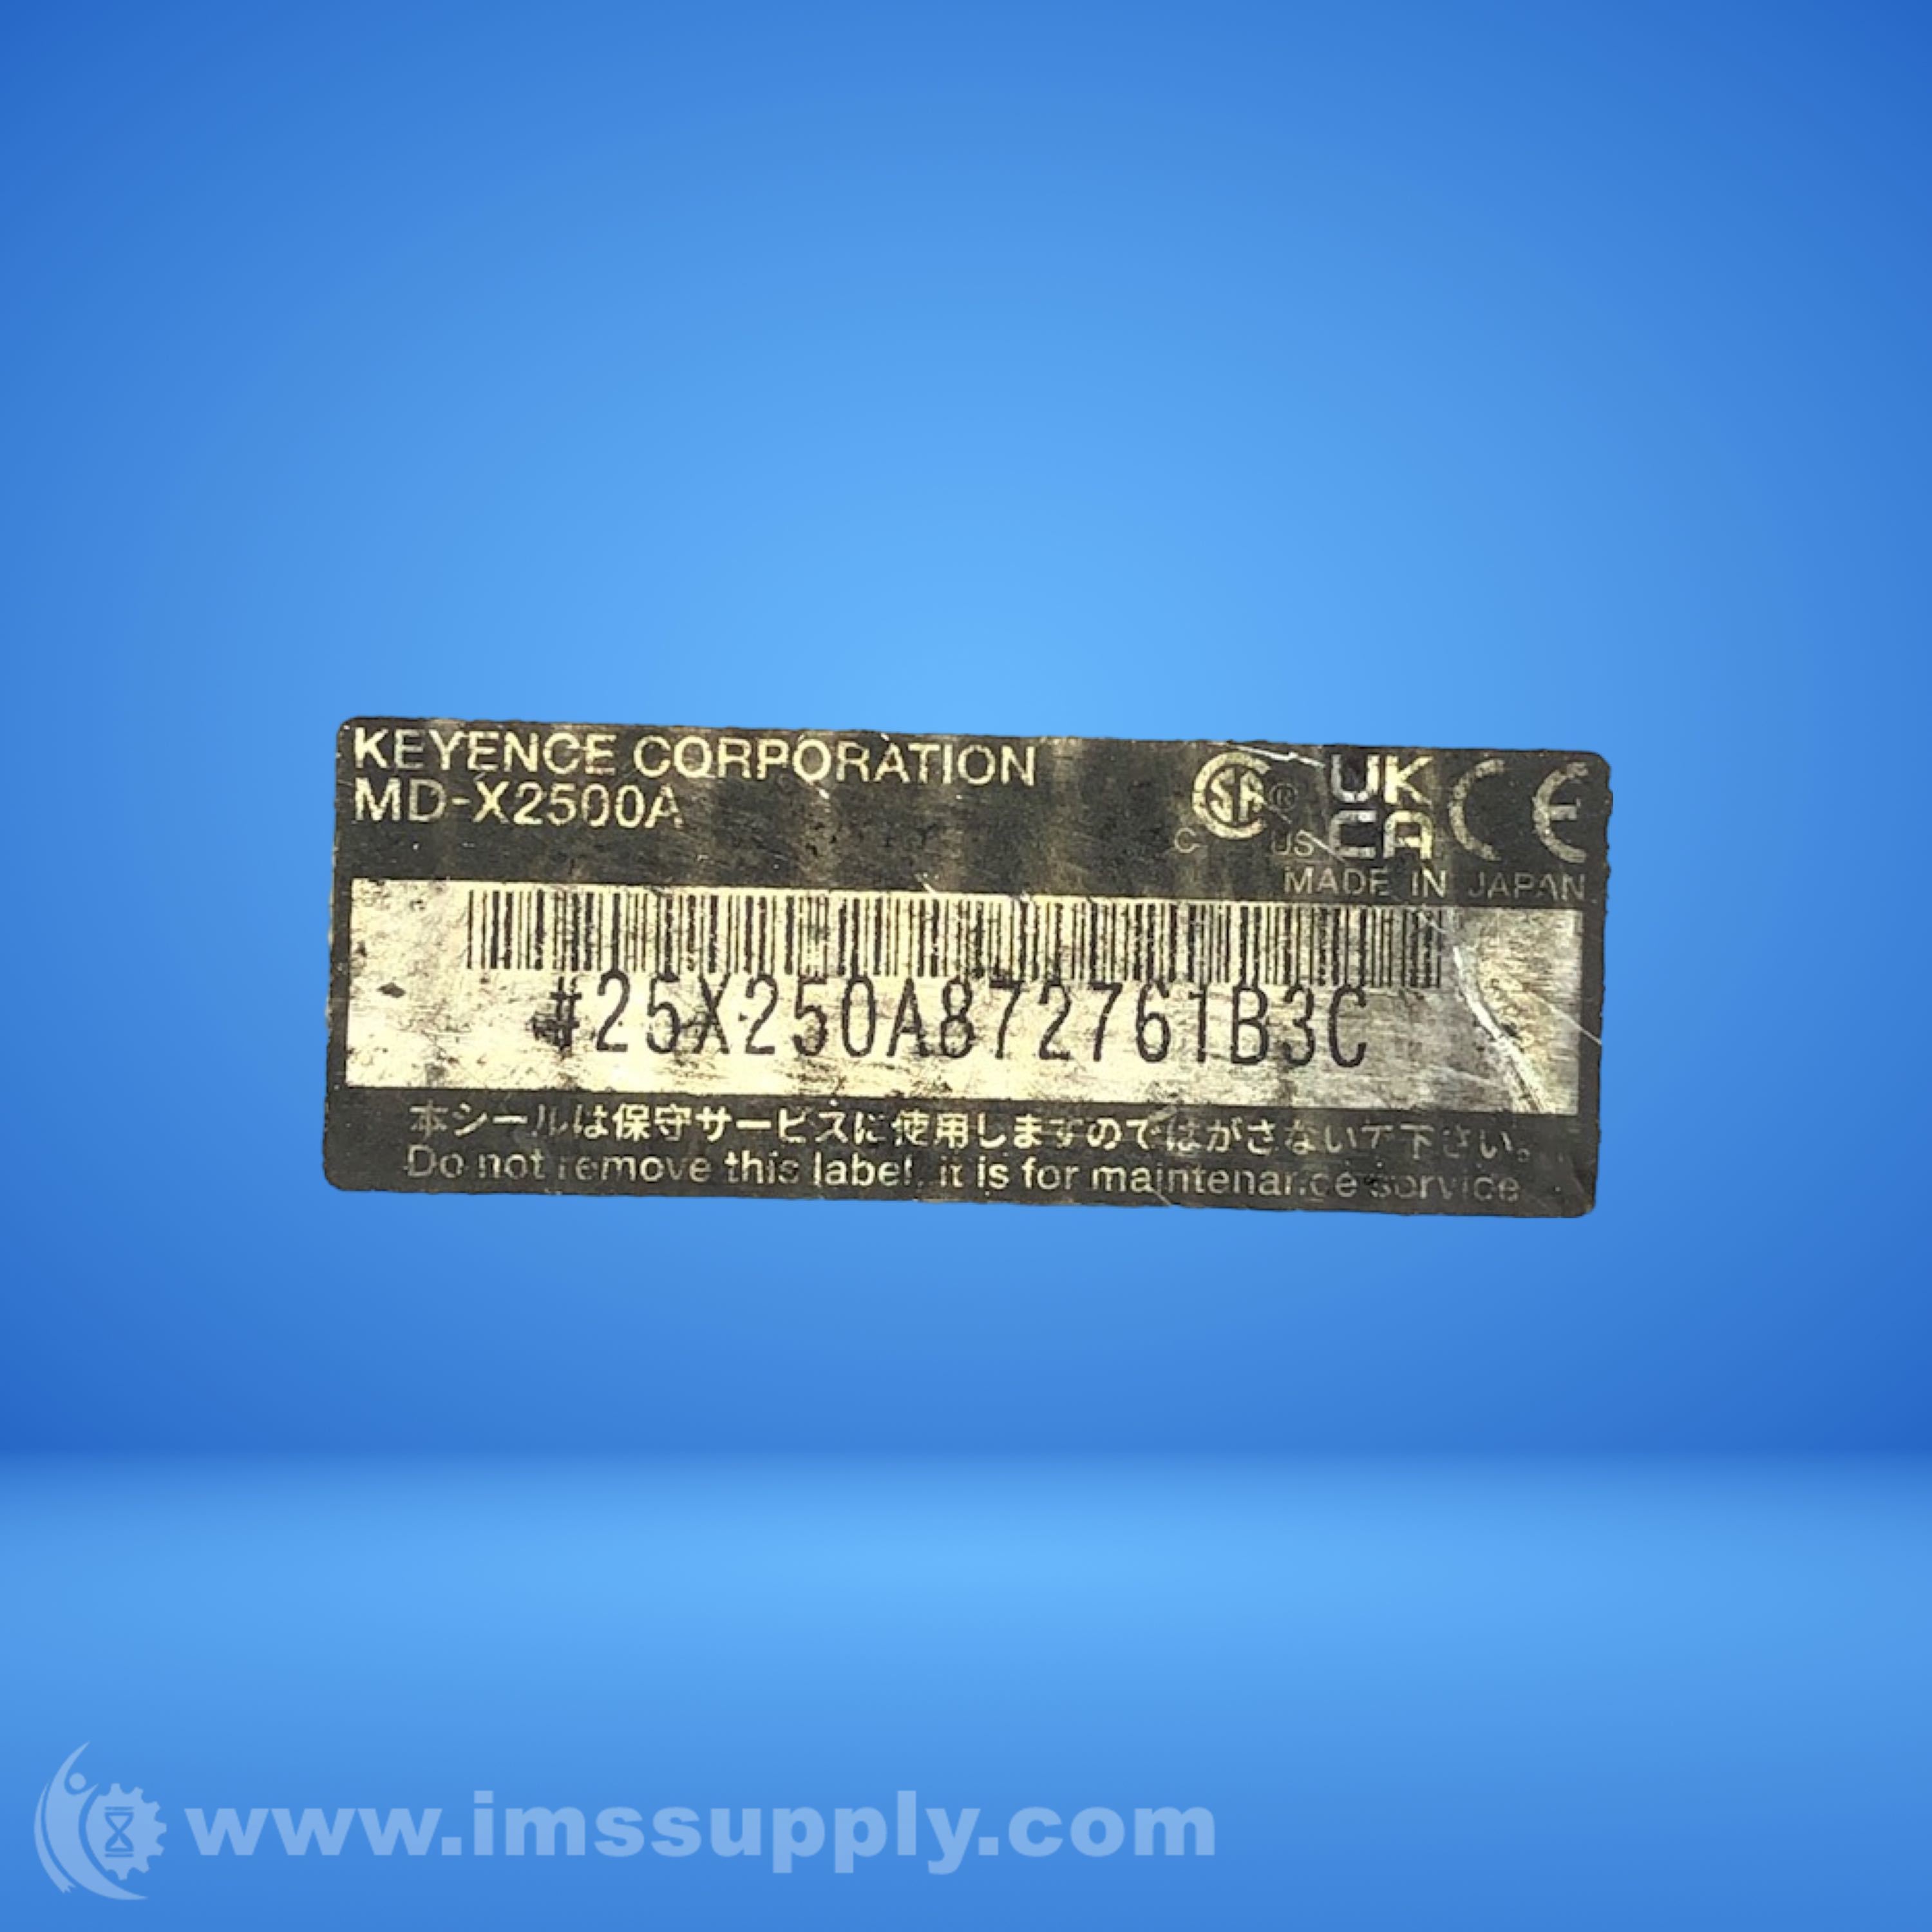 KEYENCE CORPORATION
MD-X2500A
SA®
C US
UK
CA
CE
MADE IN JAPAN
#25X250A872761B3C
本シールは保守サービスに使用しますのではがさないで下さい。
Do not remove this label, it is for maintenance service
www.imssupply.com